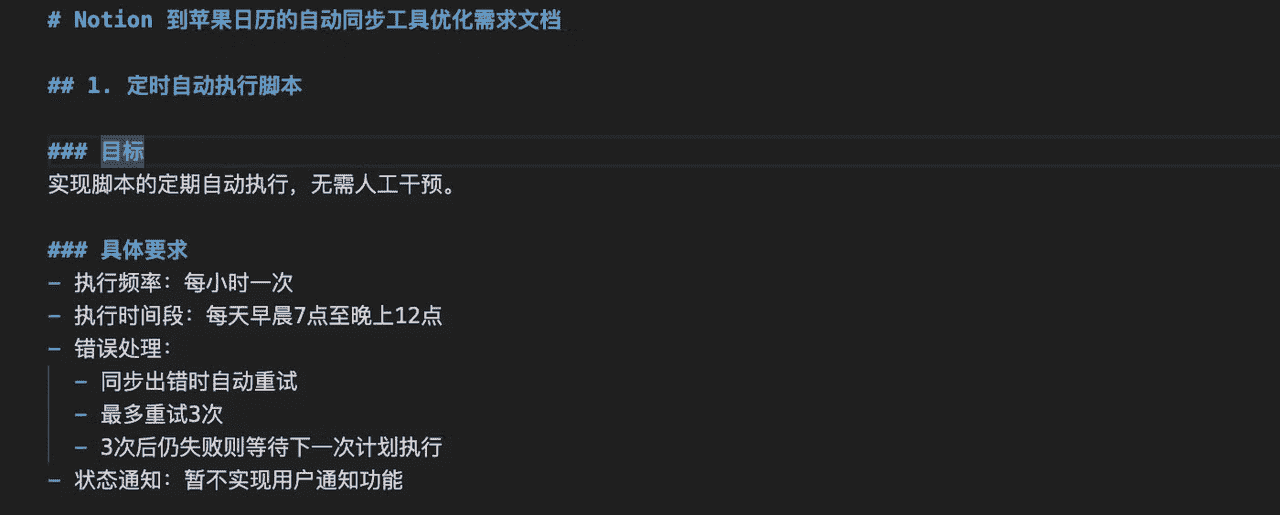 # Notion 到苹果日历的自动同步工具优化需求文档
## 1. 定时自动执行脚本
### 目标
实现脚本的定期自动执行，无需人工干预。
### 具体要求
- 执行频率：每小时一次
- 执行时间段：每天早晨7点至晚上12点
- 错误处理：
- 同步出错时自动重试
- 最多重试3次
- 3次后仍失败则等待下一次计划执行
- 状态通知：暂不实现用户通知功能